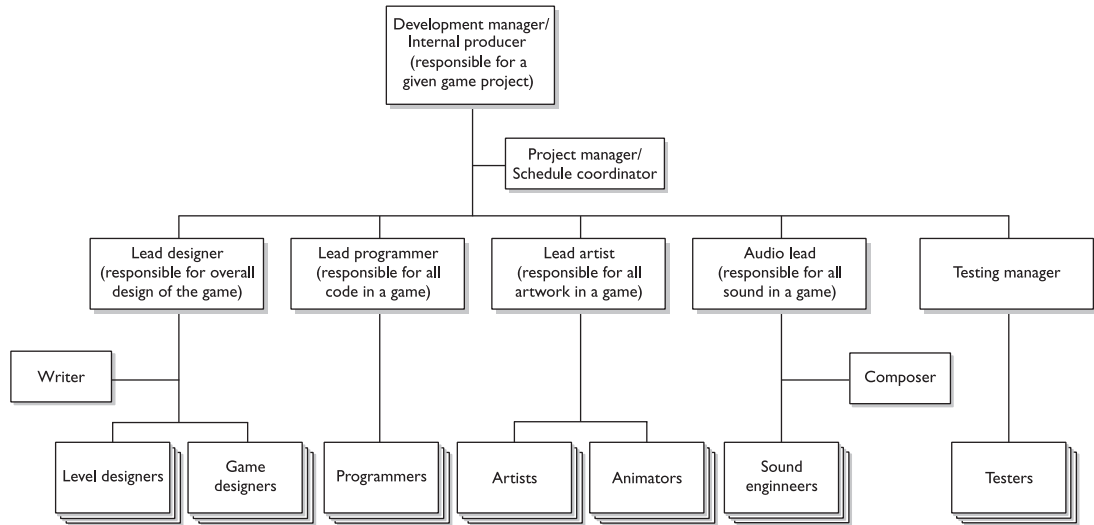 Development manager/
Internal producer
(responsible for a
given game project)
Project manager/
Schedule coordinator
Lead designer
(responsible for overall
design of the game)
Lead programmer
(responsible for all
code in a game)
Lead artist
(responsible for all
artwork in a game)
Audio lead
(responsible for all
sound in a game)
Testing manager
Writer
Composer
Level designers
Game
designers
Programmers
Artists
Animators
Sound
enginneers
Testers